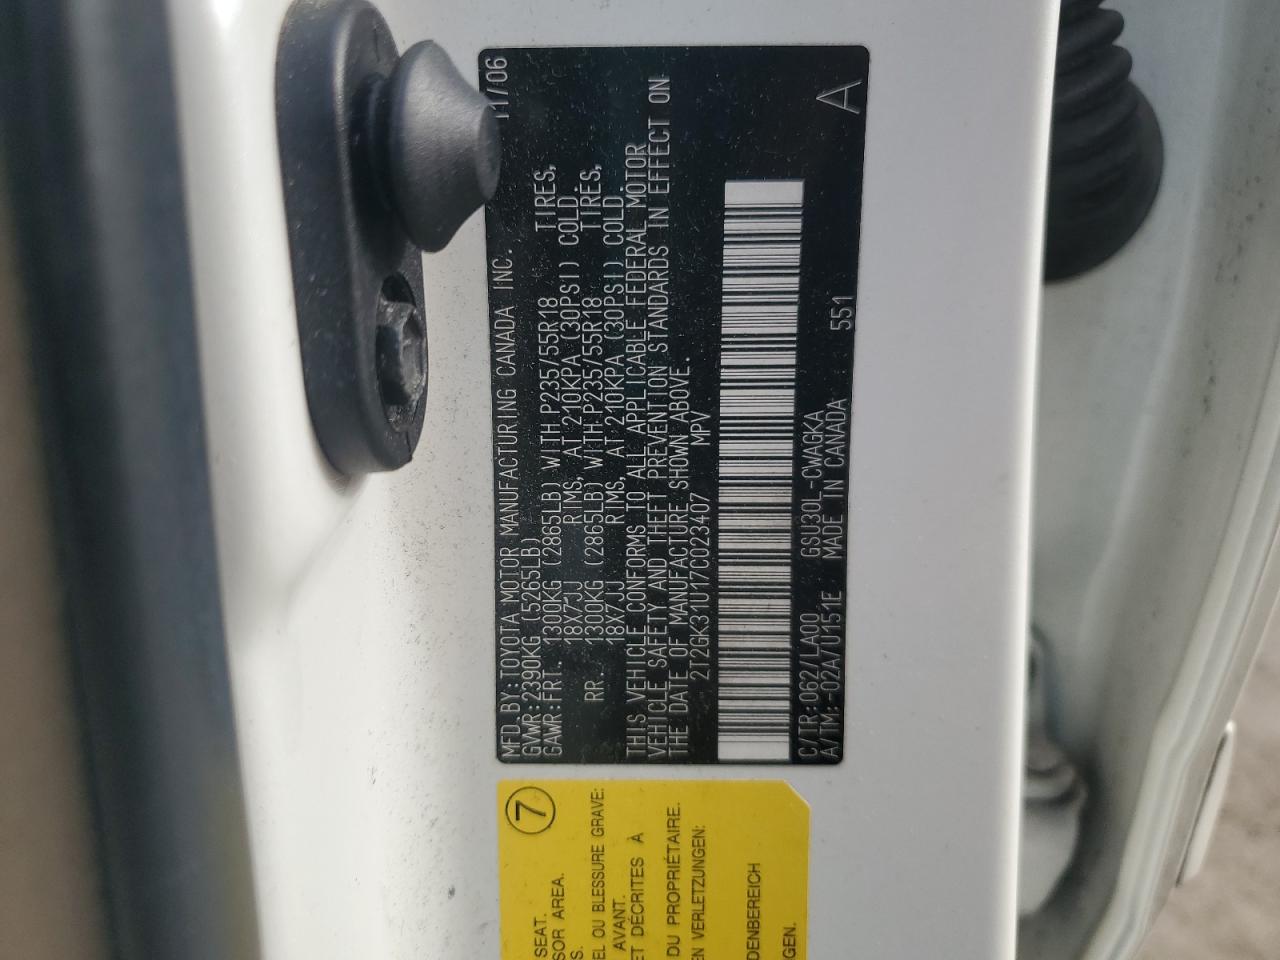 MFD.BY:TOYOTA MOTOR MANUFACTURING CANADA INC. 11/06
GVWR:2390KG (5265LB)
GAWR:FRT. 1300KG (2865LB) WITH P235/55R18 TIRES,
18X7JJ RIMS, AT 210KPA (30PSI) COLD.
RR. 1300KG (2865LB) WITH P235/55R18 TIRES,
18X7JJ RIMS, AT 210KPA (30PSI) COLD.
THIS VEHICLE CONFORMS TO ALL APPLICABLE FEDERAL MOTOR
VEHICLE SAFETY AND THEFT PREVENTION STANDARDS IN EFFECT ON
THE DATE OF MANUFACTURE SHOWN ABOVE.
2T2GK31U17C023407 MPV
C/TR:062/LA00 GSU30L-CWAGKA
A/TM:-02A/U151E MADE IN CANADA 551
A
7
SEAT.
SOR AREA.
S.
EL OU BLESSURE GRAVE:
AVANT.
ET DÉCRITES À
DU PROPRIÉTAIRE.
EN VERLETZUNGEN:
DENBEREICH
GEN.